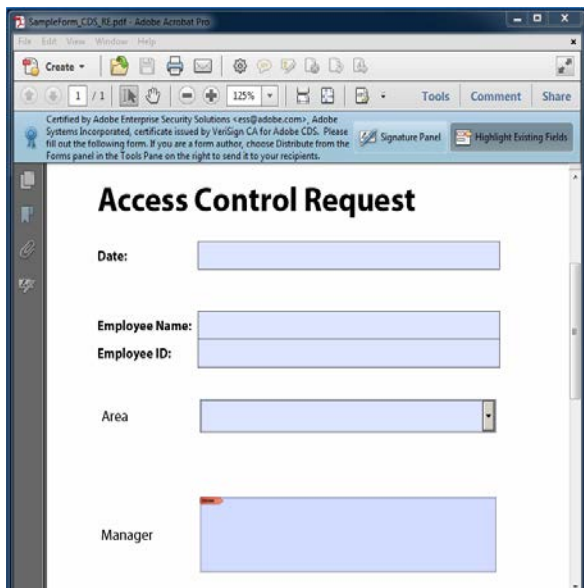 SampleForm_CDS_RE.pdf - Adobe Acrobat Pro
File Edit View Window Help
Create
1 / 1 125% Tools Comment Share
Certified by Adobe Enterprise Security Solutions <ess@adobe.com>, Adobe
Systems Incorporated, certificate issued by VeriSign CA for Adobe CDS. Please
fill out the following form. If you are a form author, choose Distribute from the
Forms panel in the Tools Pane on the right to send it to your recipients.
Signature Panel
Highlight Existing Fields
Access Control Request
Date:
Employee Name:
Employee ID:
Area
Manager